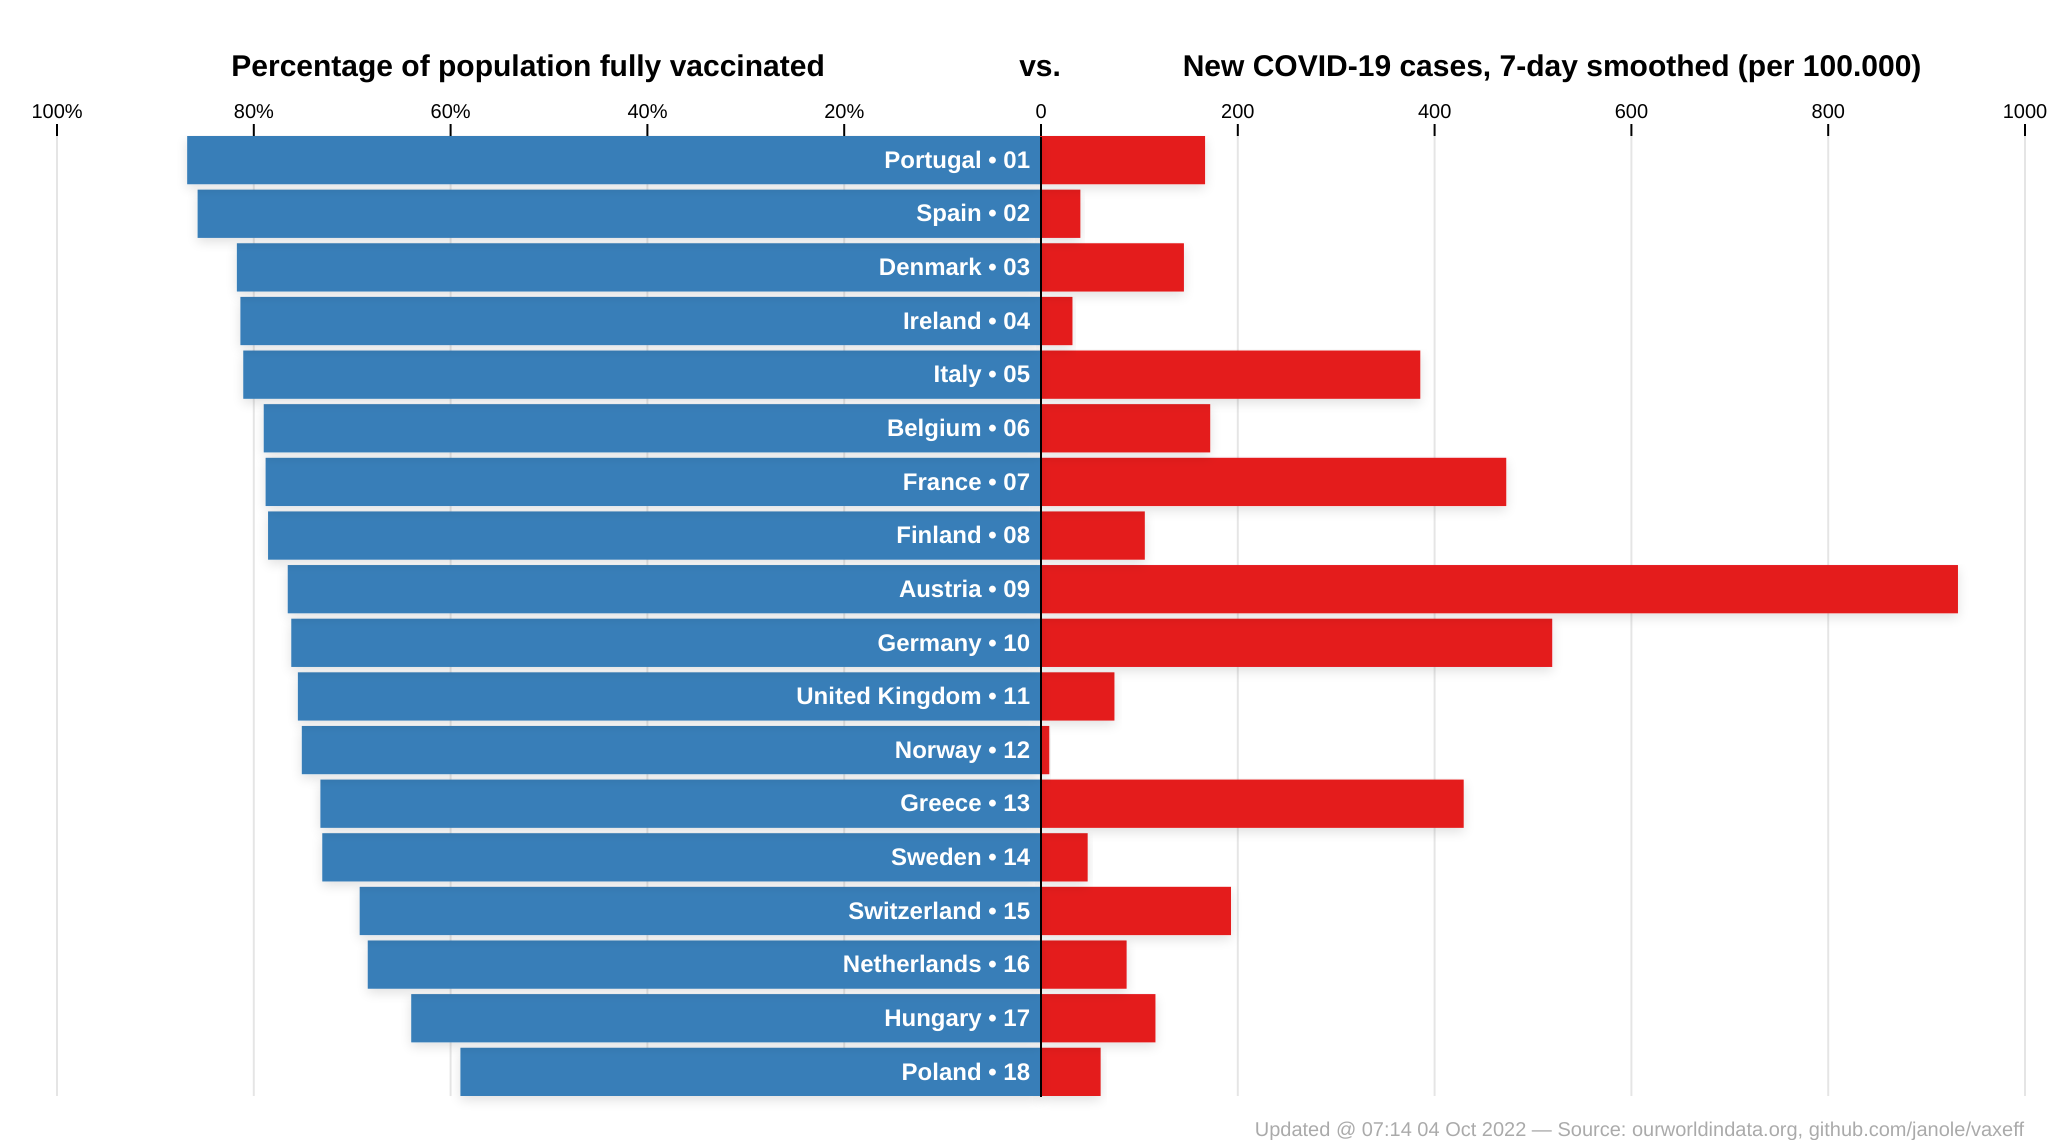 Percentage of population fully vaccinated vs. New COVID-19 cases, 7-day smoothed (per 100.000)
100% 80% 60% 40% 20% 0 200 400 600 800 1000
Portugal • 01
Spain • 02
Denmark • 03
Ireland • 04
Italy • 05
Belgium • 06
France • 07
Finland • 08
Austria • 09
Germany • 10
United Kingdom • 11
Norway • 12
Greece • 13
Sweden • 14
Switzerland • 15
Netherlands • 16
Hungary • 17
Poland • 18
Updated @ 07:14 04 Oct 2022 — Source: ourworldindata.org, github.com/janole/vaxeff